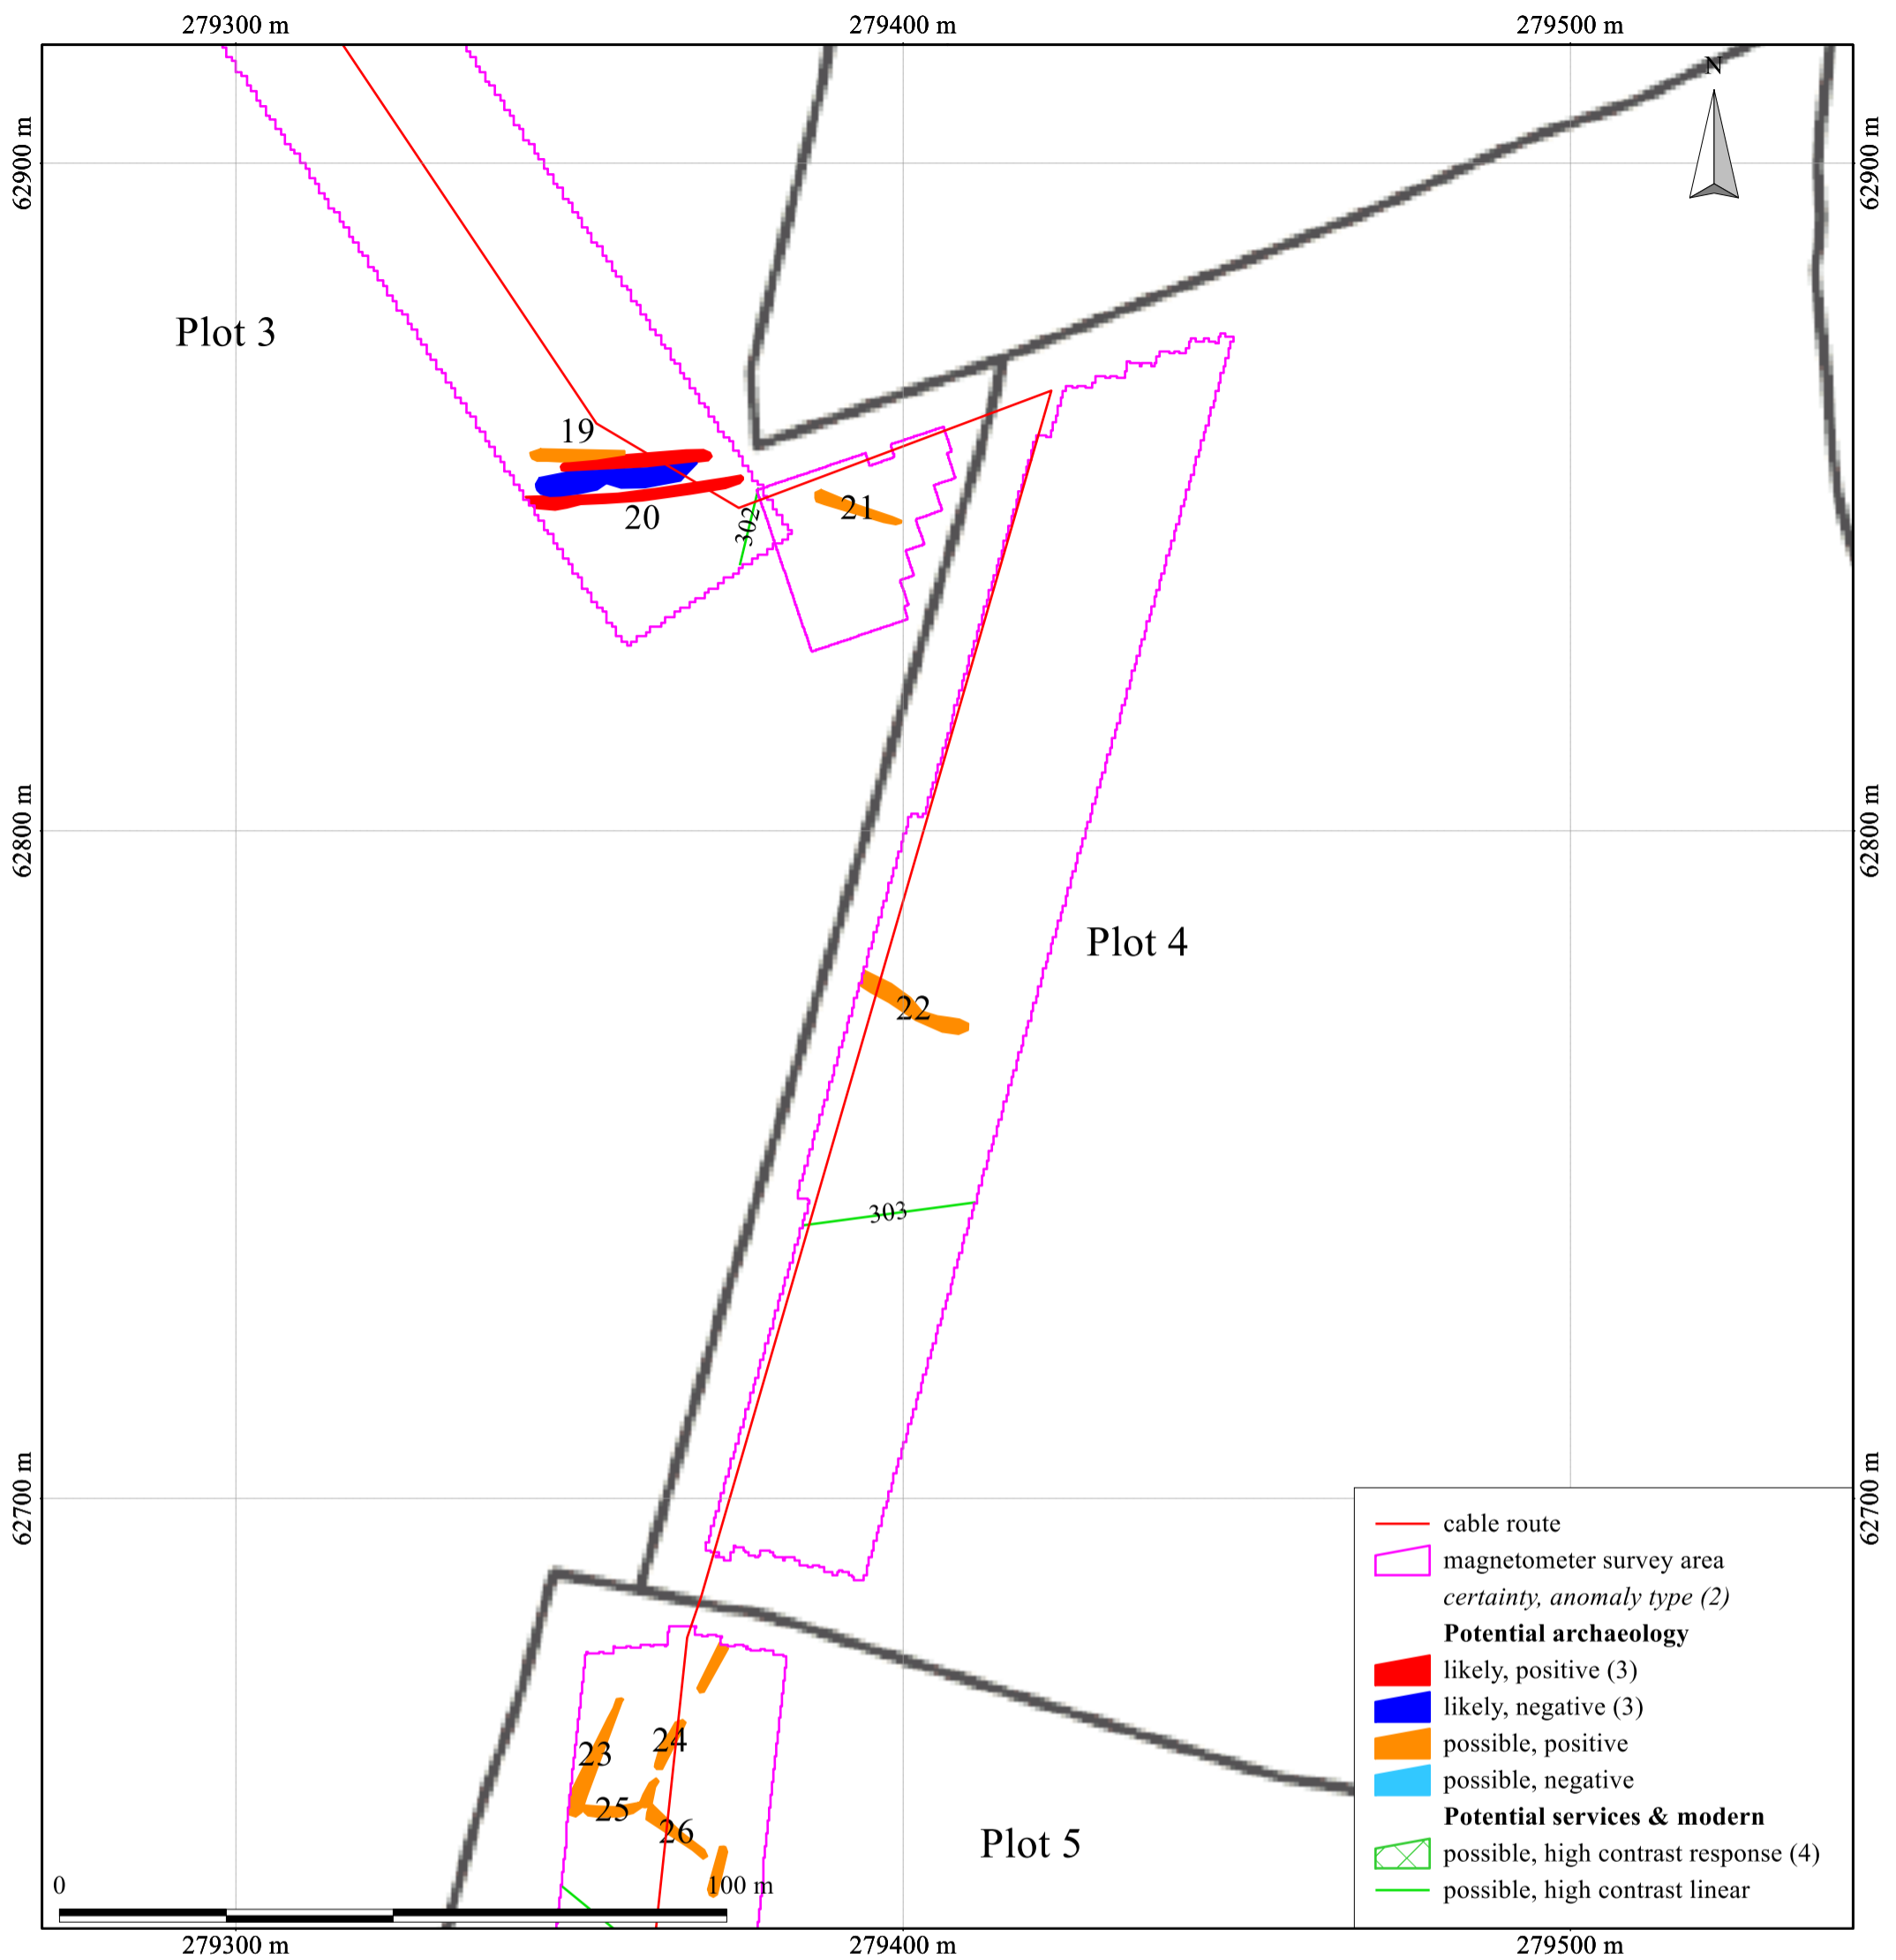 279300 m
279400 m
279500 m
N
62900 m
62900 m
Plot 3
19
20
302
21
62800 m
62800 m
Plot 4
22
303
62700 m
62700 m
cable route
magnetometer survey area
certainty, anomaly type (2)
Potential archaeology
likely, positive (3)
likely, negative (3)
possible, positive
possible, negative
Potential services & modern
possible, high contrast response (4)
possible, high contrast linear
23
24
25
26
Plot 5
0
100 m
279300 m
279400 m
279500 m